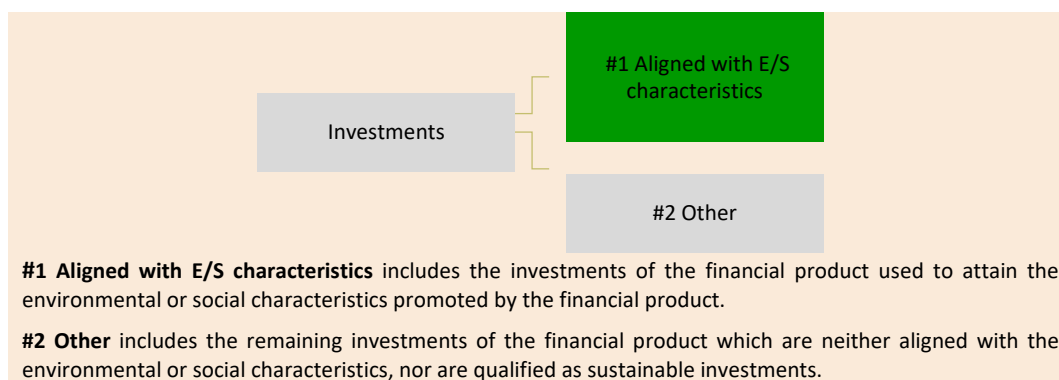 #1 Aligned with E/S
characteristics
Investments
#2 Other
#1 Aligned with E/S characteristics includes the investments of the financial product used to attain the
environmental or social characteristics promoted by the financial product.
#2 Other includes the remaining investments of the financial product which are neither aligned with the
environmental or social characteristics, nor are qualified as sustainable investments.